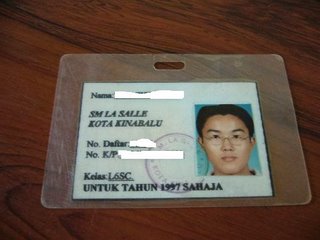 Nama:
SM LA SALLE
KOTA KINABALU
No. Daftar
No. K/P
Kelas: L6SC.
UNTUK TAHUN 1997 SAHAJA